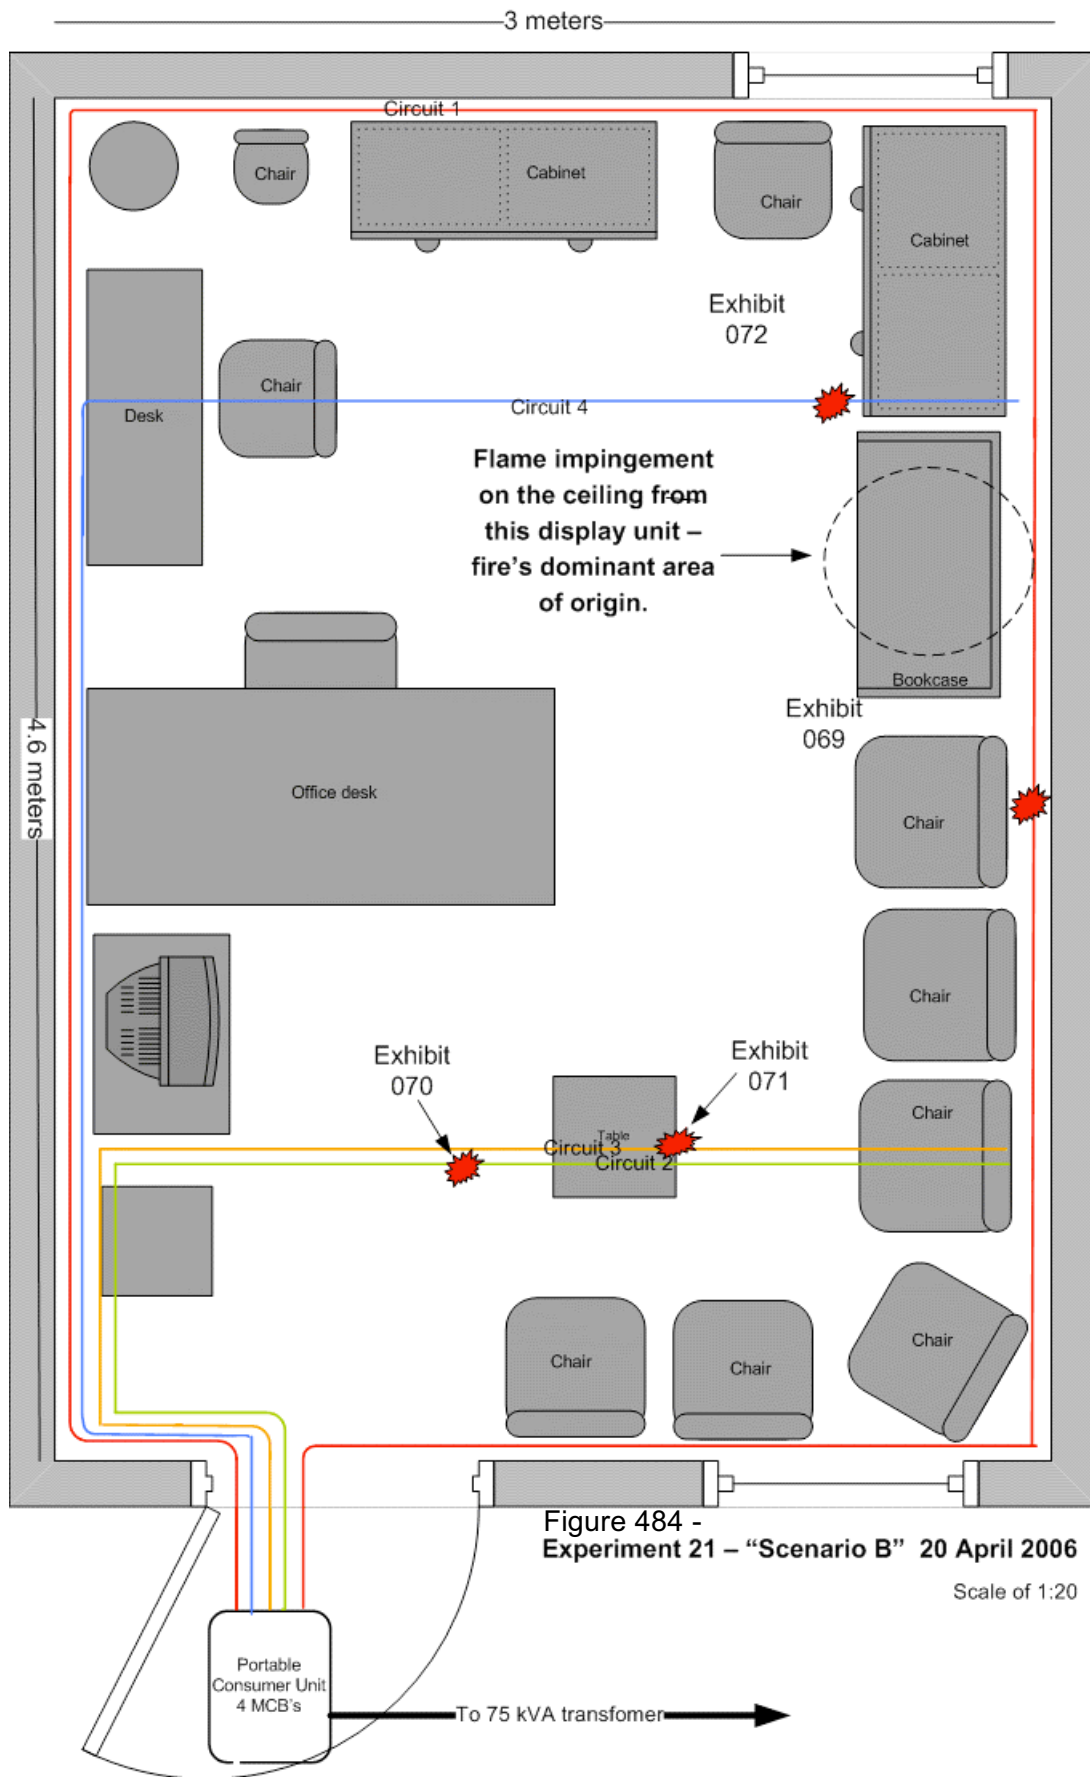 3 meters
Circuit 1
Chair
Cabinet
Chair
Cabinet
Exhibit
072
Desk
Chair
Circuit 4
Flame impingement
on the ceiling from
this display unit –
fire's dominant area
of origin.
Bookcase
Exhibit
069
4.6 meters
Office desk
Chair
Chair
Exhibit
070
Exhibit
071
Chair
Table
Circuit 3
Circuit 2
Chair
Chair
Chair
Figure 484 -
Experiment 21 – “Scenario B” 20 April 2006
Scale of 1:20
Portable
Consumer Unit
4 MCB's
To 75 kVA transfomer